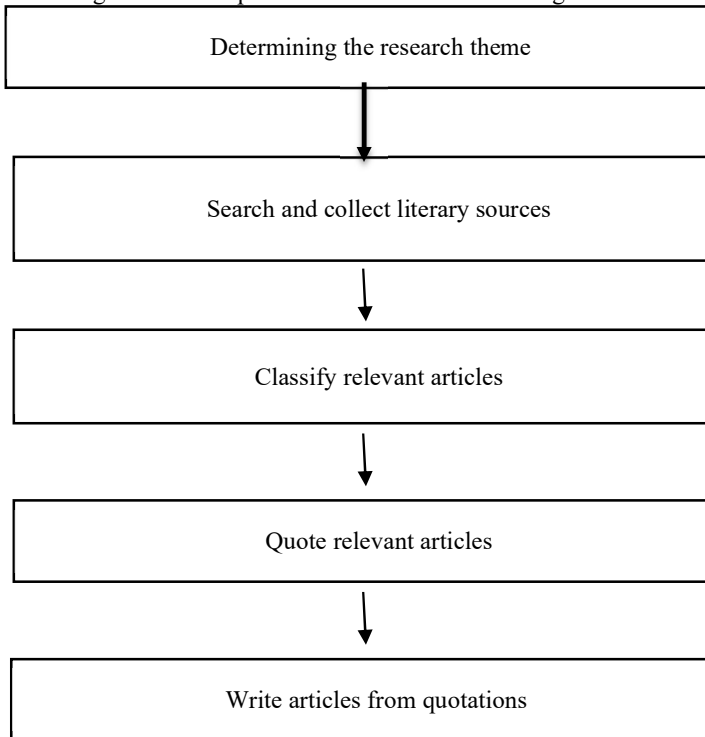 Determining the research theme
Search and collect literary sources
Classify relevant articles
Quote relevant articles
Write articles from quotations